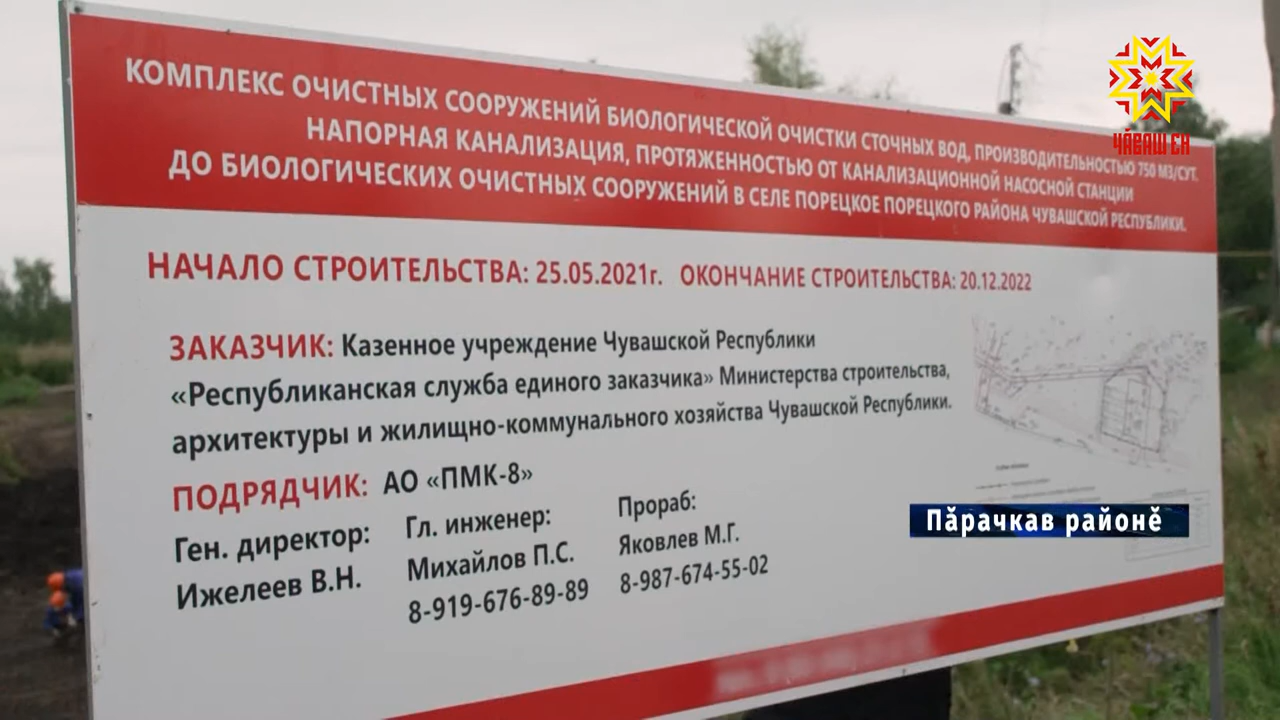 КОМПЛЕКС ОЧИСТНЫХ СООРУЖЕНИЙ БИОЛОГИЧЕСКОЙ ОЧИСТКИ СТОЧНЫХ ВОД, ПРОИЗВОДИТЕЛЬНОСТЬЮ 750 М3/СУТ.
НАПОРНАЯ КАНАЛИЗАЦИЯ, ПРОТЯЖЕННОСТЬЮ ОТ КАНАЛИЗАЦИОННОЙ НАСОСНОЙ СТАНЦИИ
ДО БИОЛОГИЧЕСКИХ ОЧИСТНЫХ СООРУЖЕНИЙ В СЕЛЕ ПОРЕЦКОЕ ПОРЕЦКОГО РАЙОНА ЧУВАШСКОЙ РЕСПУБЛИКИ.
ЧӐВАШ ЕН
НАЧАЛО СТРОИТЕЛЬСТВА: 25.05.2021г. ОКОНЧАНИЕ СТРОИТЕЛЬСТВА: 20.12.2022
ЗАКАЗЧИК: Казенное учреждение Чувашской Республики
«Республиканская служба единого заказчика» Министерства строительства,
архитектуры и жилищно-коммунального хозяйства Чувашской Республики.
ПОДРЯДЧИК: АО «ПМК-8»
Ген. директор:
Ижелеев В.Н.
Гл. инженер:
Михайлов П.С.
8-919-676-89-89
Прораб:
Яковлев М.Г.
8-987-674-55-02
Пӑрачкав районӗ